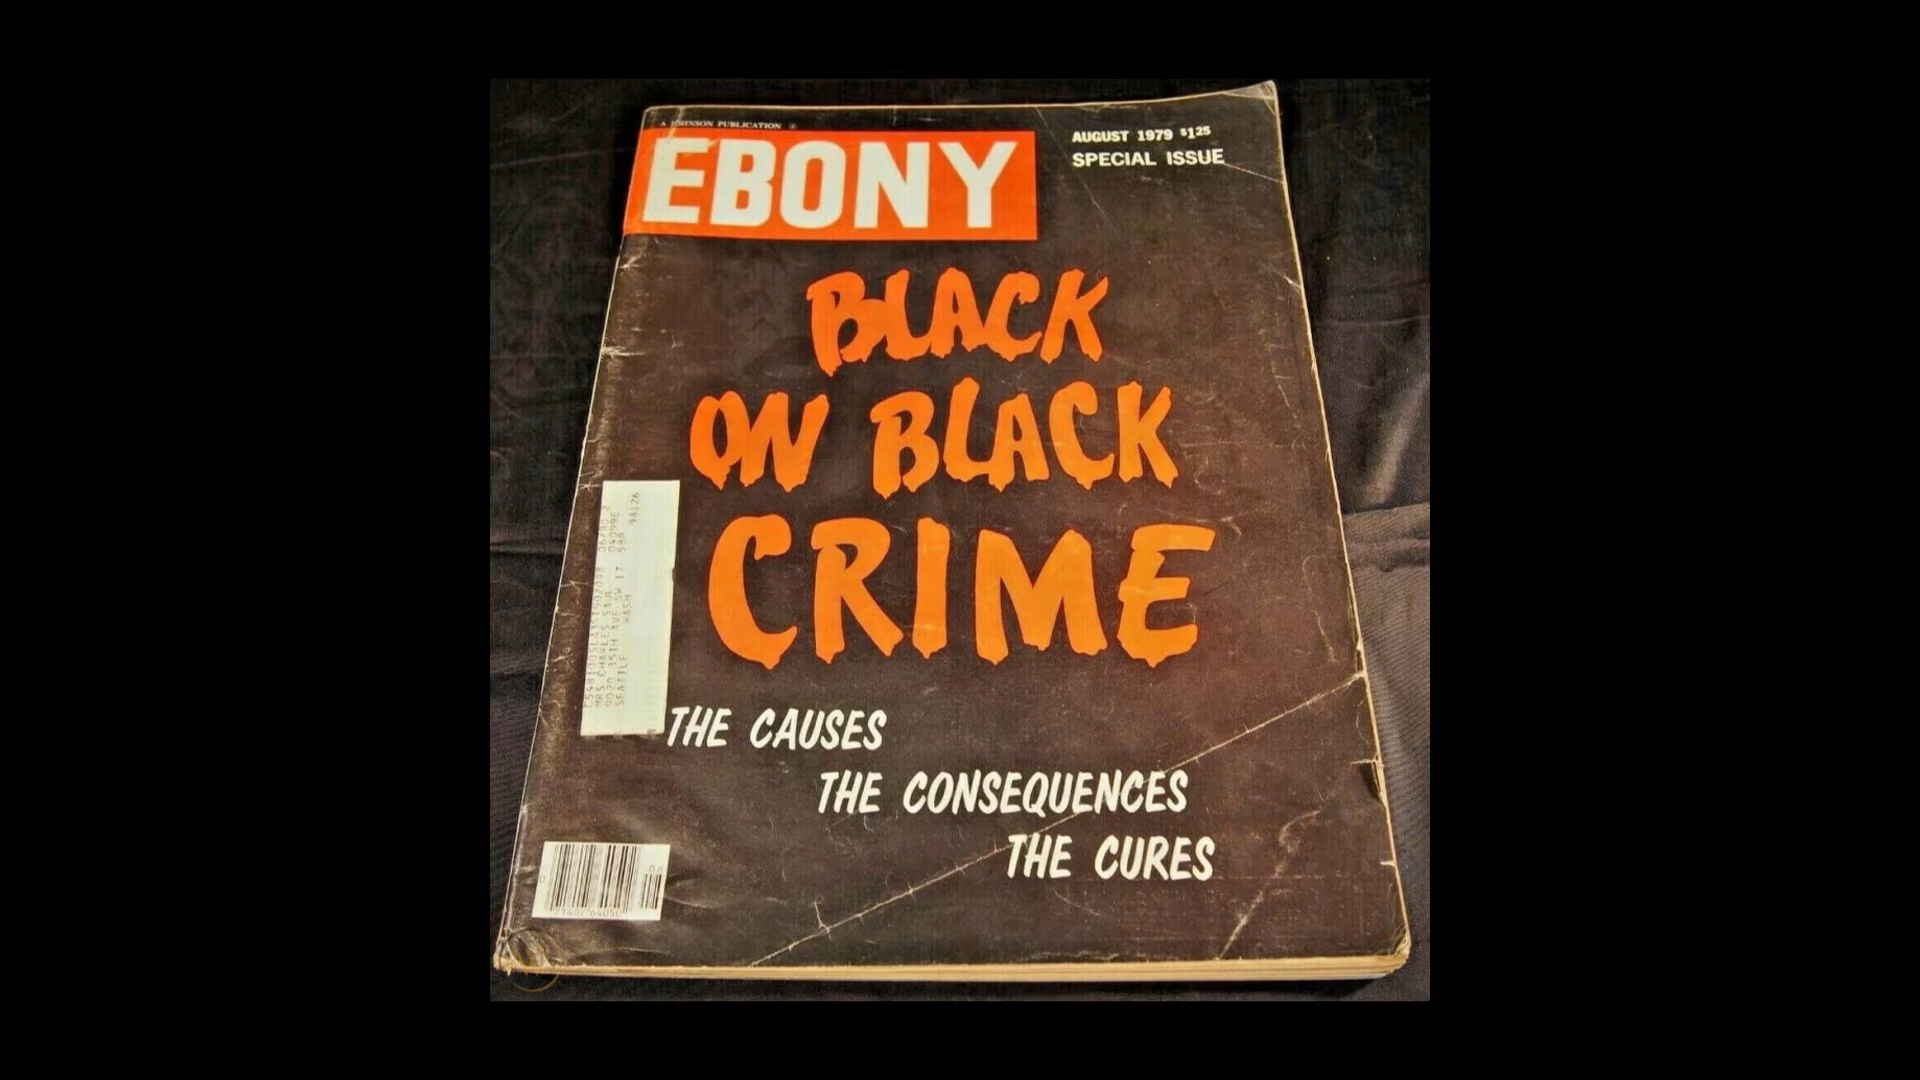 A JOHNSON PUBLICATION
EBONY
AUGUST 1979 $1.25
SPECIAL ISSUE
BLACK
ON BLACK
CRIME
THE CAUSES
THE CONSEQUENCES
THE CURES